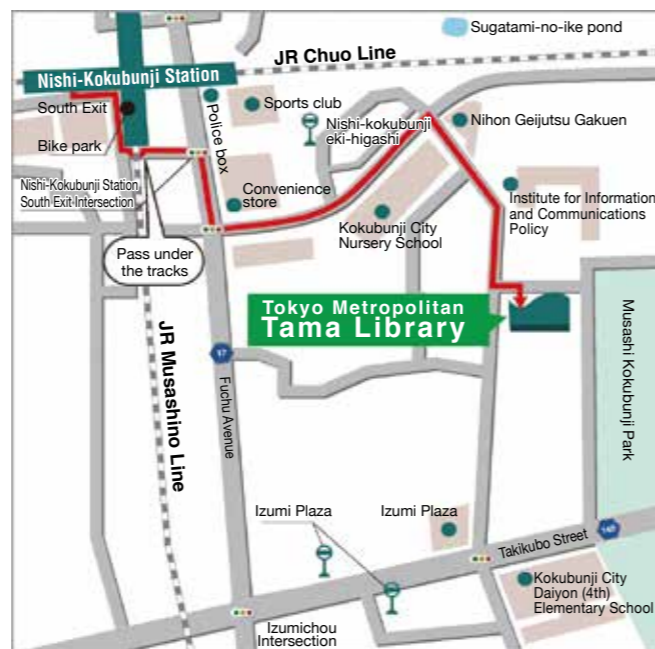 Sugatami-no-ike pond
JR Chuo Line
Nishi-Kokubunji Station
South Exit
Bike park
Police box
Sports club
Nishi-kokubunji
eki-higashi
Nihon Geijutsu Gakuen
Nishi-Kokubunji Station
South Exit Intersection
Convenience
store
Institute for Information
and Communications
Policy
Kokubunji City
Nursery School
Pass under
the tracks
Tokyo Metropolitan
Tama Library
Musashi Kokubunji Park
JR Musashino Line
17
Fuchu Avenue
Izumi Plaza
Izumi Plaza
Takikubo Street
145
Kokubunji City
Daiyon (4th)
Elementary School
Izumichou
Intersection